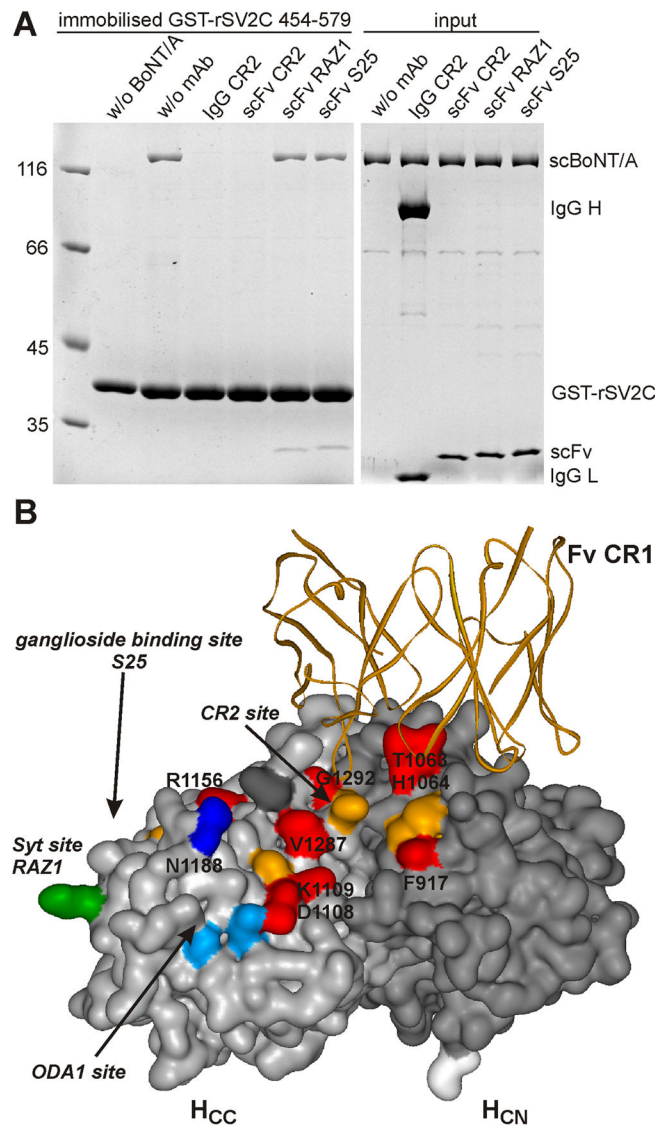 A
immobilised GST-rSV2C 454-579
input
w/o BoNT/A
w/o mAb
IgG CR2
scFv CR2
scFv RAZ1
scFv S25
w/o mAb
IgG CR2
scFv CR2
scFv RAZ1
scFv S25
116
66
45
35
scBoNT/A
IgG H
GST-rSV2C
scFv
IgG L
B
Fv CR1
ganglioside binding site
S25
CR2 site
T1063
H1064
G1292
R1156
V1287
Syt site
RAZ1
N1188
F917
K1109
D1108
ODA1 site
HCC
HCN